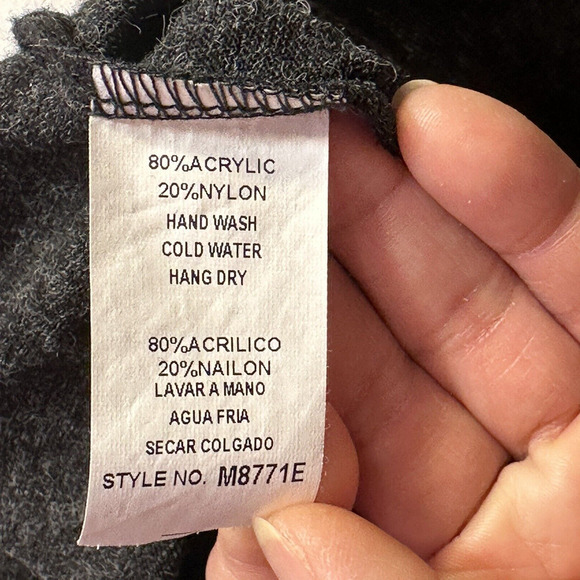 80%ACRYLIC
20%NYLON
HAND WASH
COLD WATER
HANG DRY
80%ACRILICO
20%NAILON
LAVAR A MANO
AGUA FRIA
SECAR COLGADO
STYLE NO. M8771E